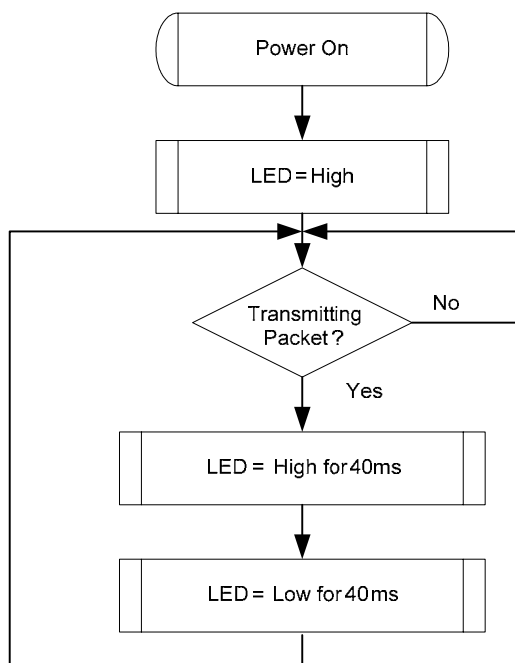 Power On
LED = High
Transmitting
Packet ?
No
Yes
LED = High for 40ms
LED = Low for 40ms